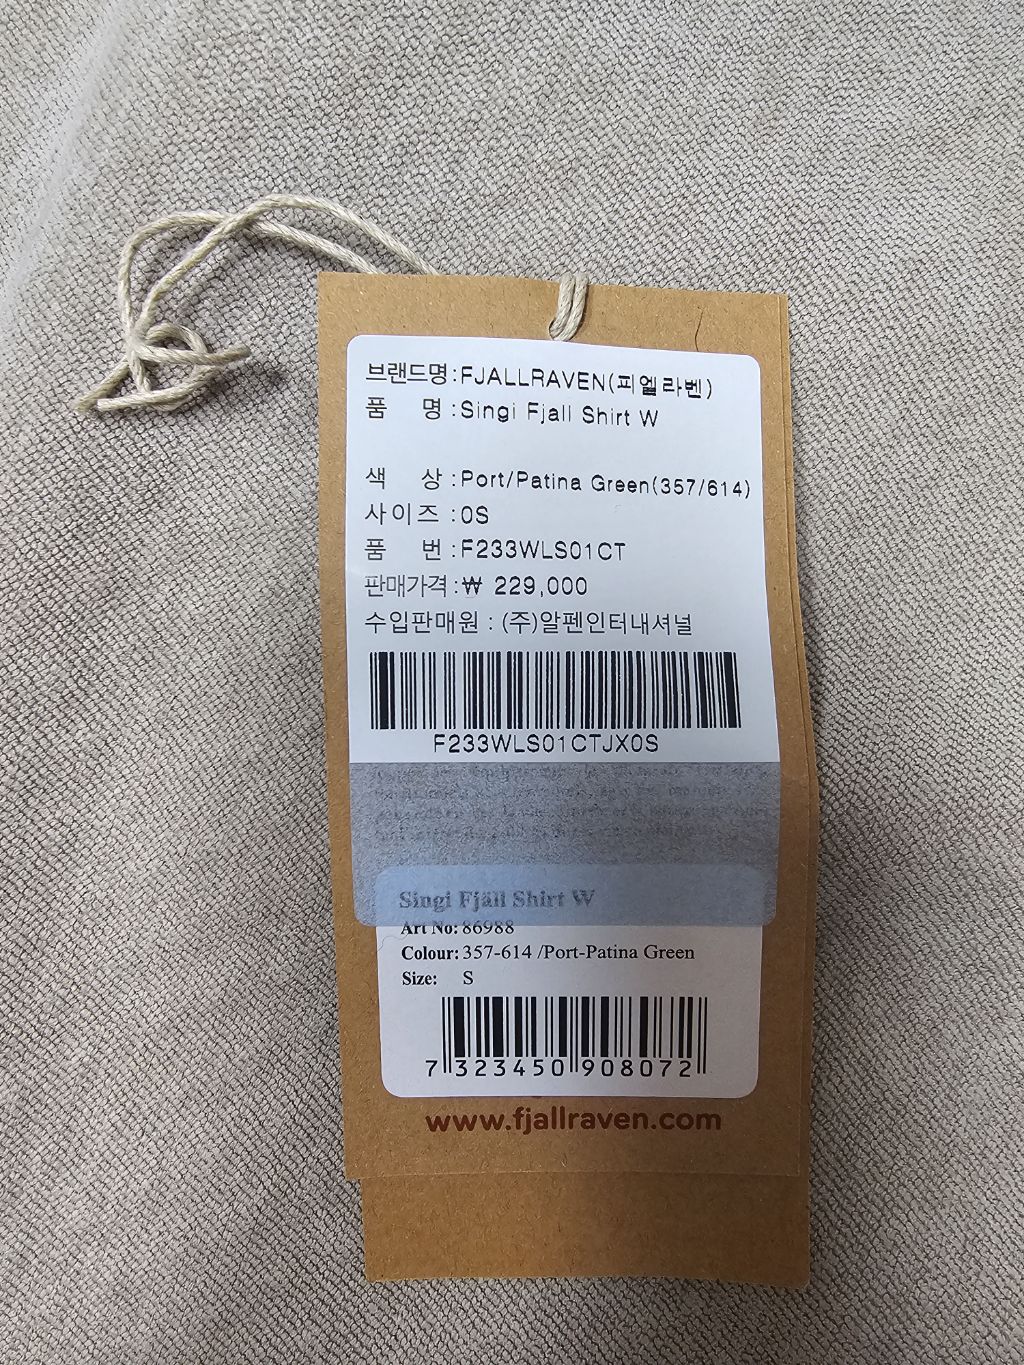 브랜드명:FJALLRAVEN(피엘라벤)
품 명:Singi Fjall Shirt W
색 상:Port/Patina Green(357/614)
사이즈:0S
품 번:F233WLS01CT
판매가격:₩ 229,000
수입판매원 : (주)알펜인터내셔널
F233WLS01CTJX0S
Singi Fjäll Shirt W
Art No: 86988
Colour: 357-614 /Port-Patina Green
Size: S
7 323450 908072
www.fjallraven.com